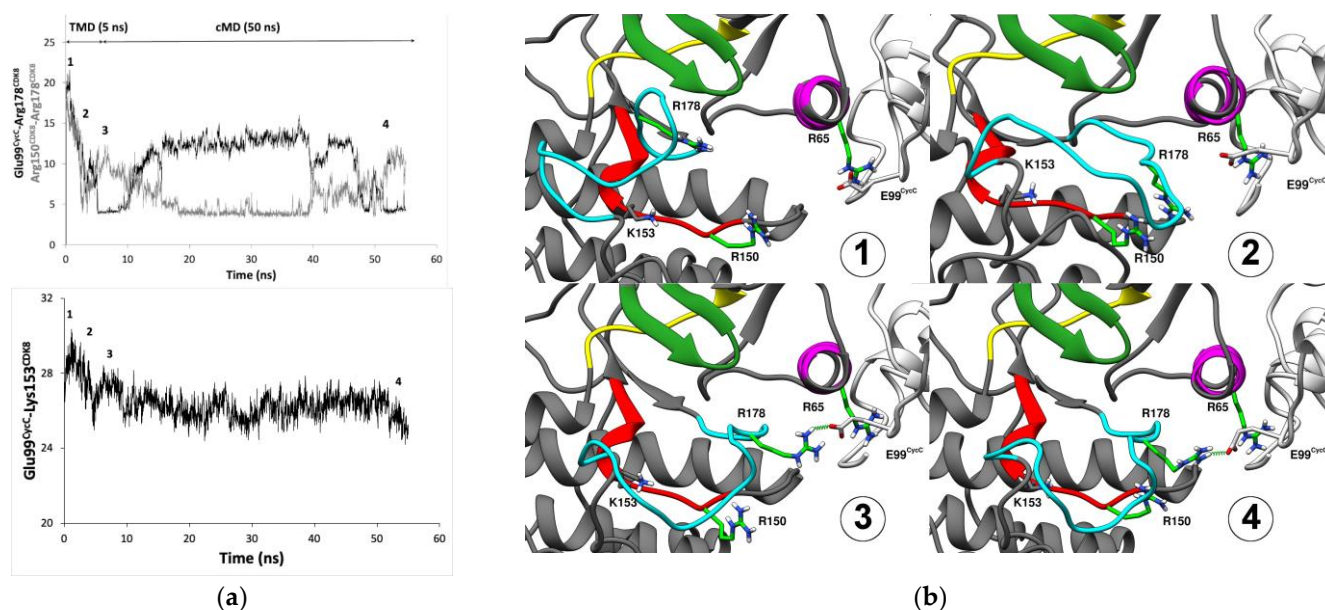 (a)
TMD (5 ns) cMD (50 ns)
Glu99CycC-Arg178CDK8
Arg150CDK8-Arg178CDK8
25
20
15
10
5
0
1
2
3
4
0 10 20 30 40 50 60
Time (ns)
Glu99CycC-Lys153CDK8
32
28
24
20
1
2
3
4
0 10 20 30 40 50 60
Time (ns)
(b)
R178
R65
K153
E99CycC
R150
1
R65
K153
R178
E99CycC
R150
2
R178
R65
E99CycC
K153
R150
3
R178
R65
E99CycC
K153
R150
4